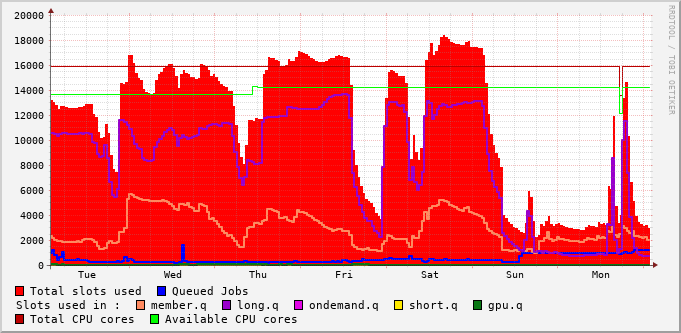 20000
18000
16000
14000
12000
10000
8000
6000
4000
2000
0
Tue Wed Thu Fri Sat Sun Mon
RRDTOOL / TOBI OETIKER
Total slots used Queued Jobs
Slots used in : member.q long.q ondemand.q short.q gpu.q
Total CPU cores Available CPU cores